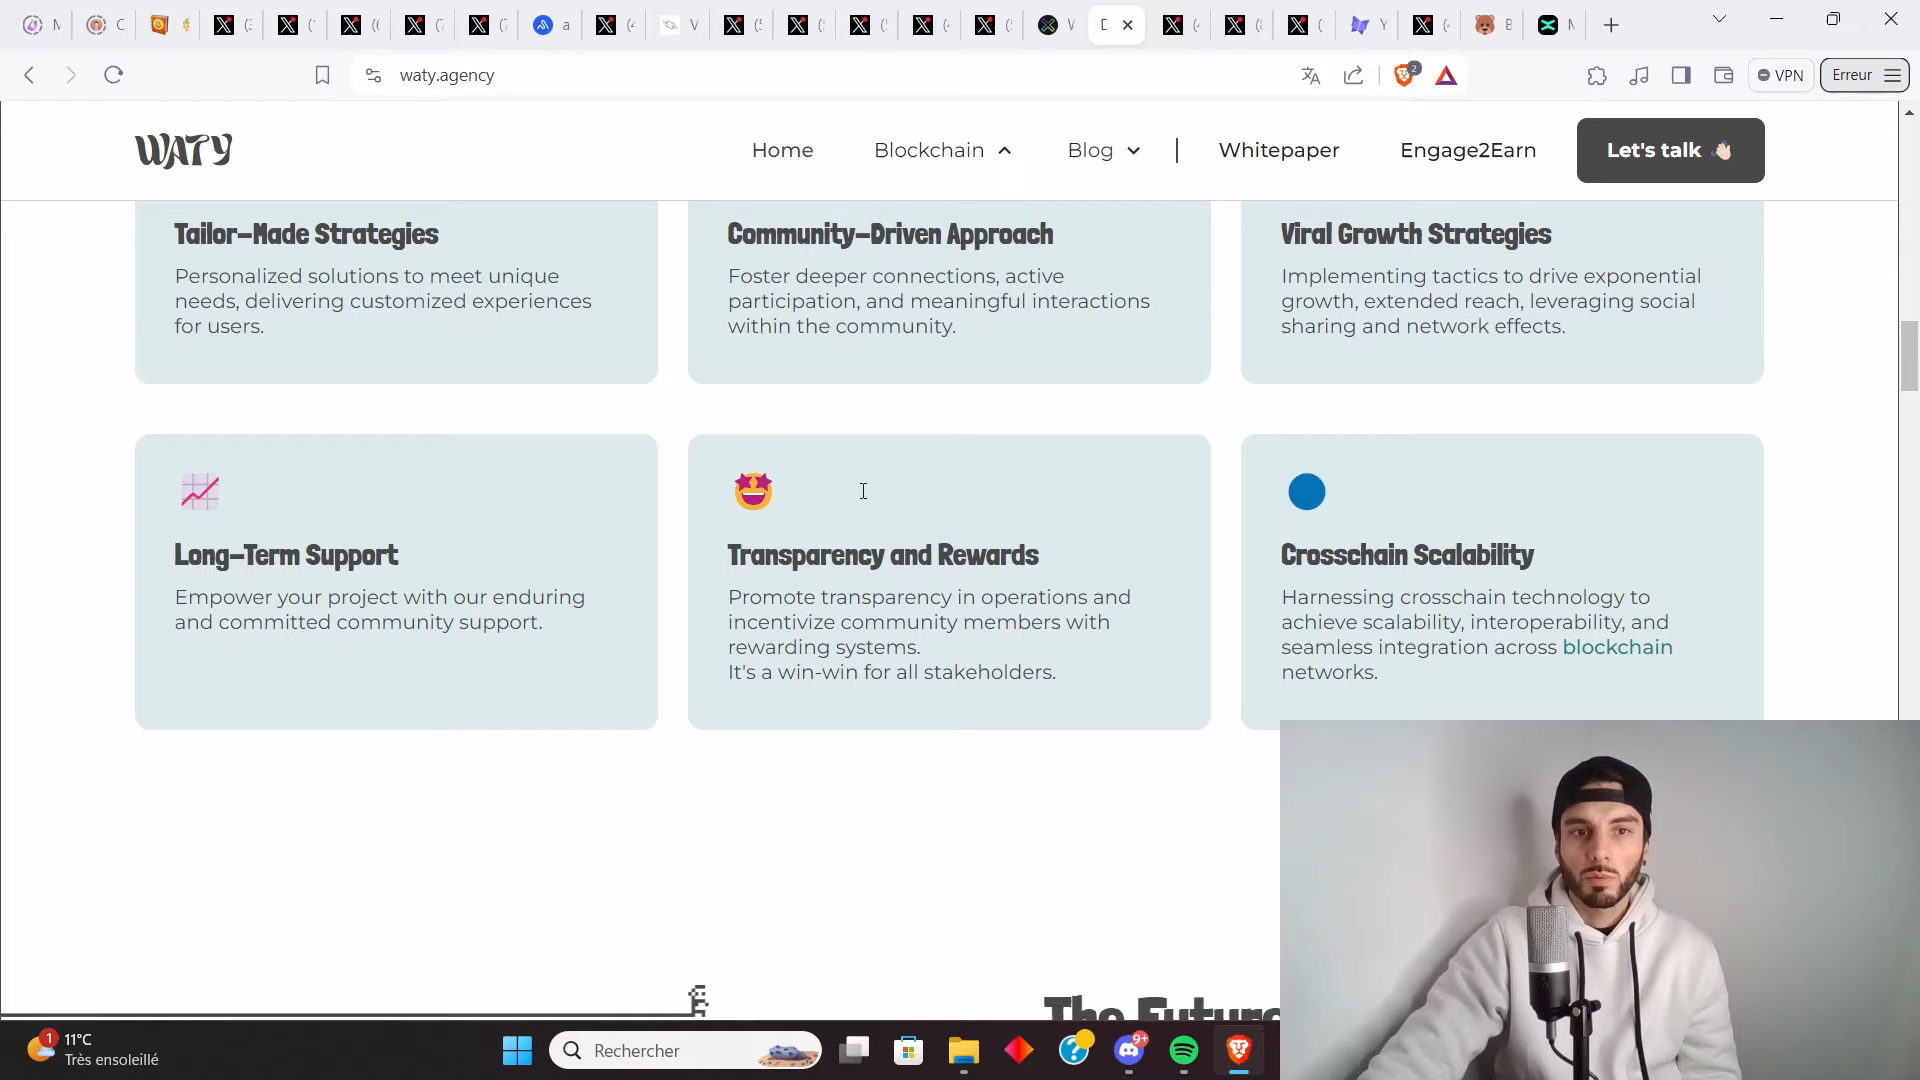 waty.agency
2
VPN
Erreur
WATY
Home
Blockchain
Blog
Whitepaper
Engage2Earn
Let's talk
Tailor-Made Strategies
Personalized solutions to meet unique
needs, delivering customized experiences
for users.
Community-Driven Approach
Foster deeper connections, active
participation, and meaningful interactions
within the community.
Viral Growth Strategies
Implementing tactics to drive exponential
growth, extended reach, leveraging social
sharing and network effects.
Long-Term Support
Empower your project with our enduring
and committed community support.
Transparency and Rewards
Promote transparency in operations and
incentivize community members with
rewarding systems.
It's a win-win for all stakeholders.
Crosschain Scalability
Harnessing crosschain technology to
achieve scalability, interoperability, and
seamless integration across blockchain
networks.
The Future
1
11°C
Très ensoleillé
Rechercher
9+